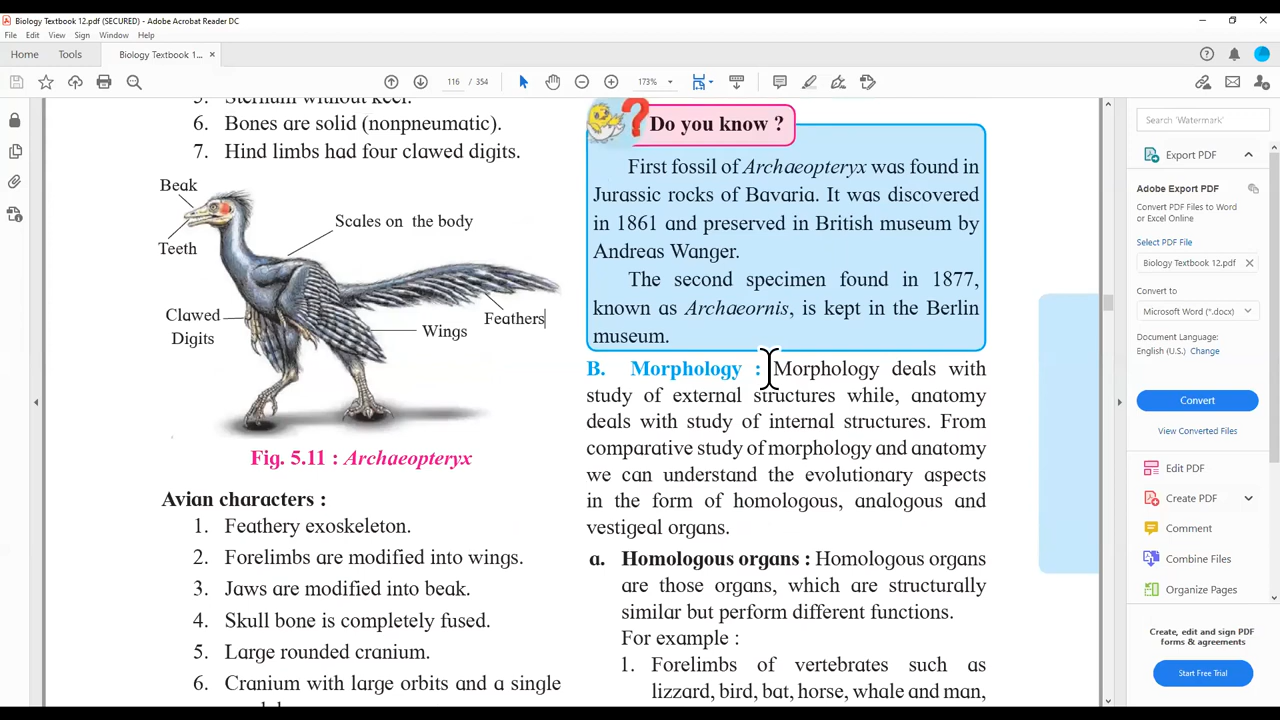 Biology Textbook 12.pdf (SECURED) - Adobe Acrobat Reader DC
File Edit View Sign Window Help
Home Tools Biology Textbook 1... ×
116 / 354 173%
5. Sternum without keel.
6. Bones are solid (nonpneumatic).
7. Hind limbs had four clawed digits.
Beak
Scales on the body
Teeth
Clawed
Digits
Feathers
Wings
Fig. 5.11 : Archaeopteryx
Avian characters :
1. Feathery exoskeleton.
2. Forelimbs are modified into wings.
3. Jaws are modified into beak.
4. Skull bone is completely fused.
5. Large rounded cranium.
6. Cranium with large orbits and a single
Do you know ?
First fossil of Archaeopteryx was found in
Jurassic rocks of Bavaria. It was discovered
in 1861 and preserved in British museum by
Andreas Wanger.
The second specimen found in 1877,
known as Archaeornis, is kept in the Berlin
museum.
B. Morphology : Morphology deals with
study of external structures while, anatomy
deals with study of internal structures. From
comparative study of morphology and anatomy
we can understand the evolutionary aspects
in the form of homologous, analogous and
vestigeal organs.
a. Homologous organs : Homologous organs
are those organs, which are structurally
similar but perform different functions.
For example :
1. Forelimbs of vertebrates such as
lizzard, bird, bat, horse, whale and man,
Search 'Watermark'
Export PDF
Adobe Export PDF
Convert PDF Files to Word
or Excel Online
Select PDF File
Biology Textbook 12.pdf ×
Convert to
Microsoft Word (*.docx)
Document Language:
English (U.S.) Change
Convert
View Converted Files
Edit PDF
Create PDF
Comment
Combine Files
Organize Pages
Create, edit and sign PDF
forms & agreements
Start Free Trial